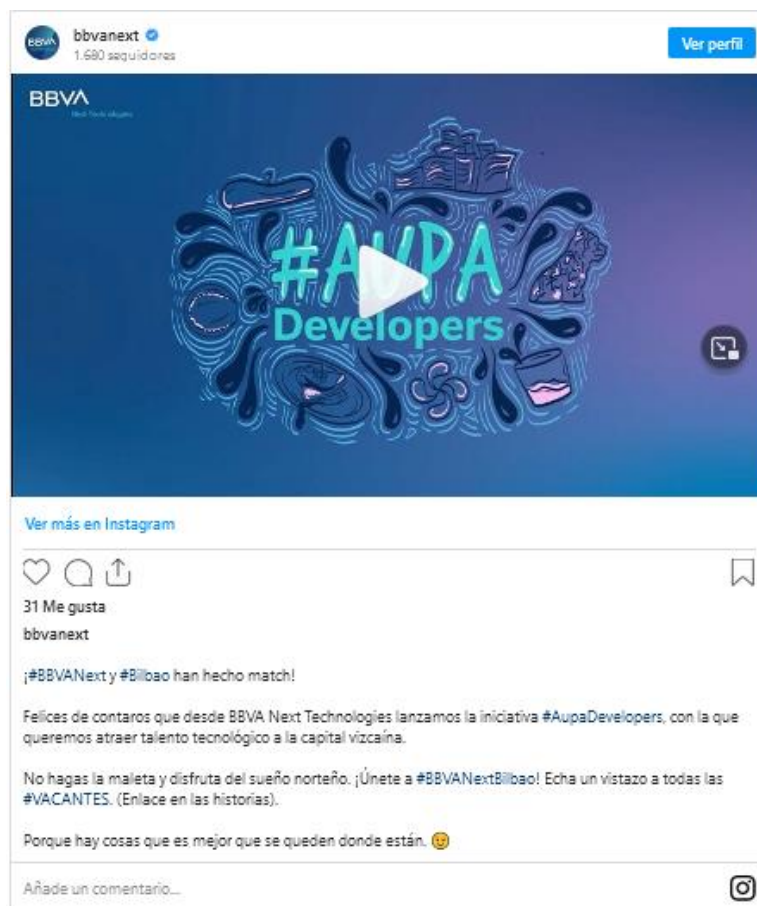 bbvanext
1.680 seguidores
Ver perfil
BBVA
Next Technologies
#AUPA
Developers
Ver más en Instagram
31 Me gusta
bbvanext
¡#BBVANext y #Bilbao han hecho match!
Felices de contaros que desde BBVA Next Technologies lanzamos la iniciativa #AupaDevelopers, con la que
queremos atraer talento tecnológico a la capital vizcaína.
No hagas la maleta y disfruta del sueño norteño. ¡Únete a #BBVANextBilbao! Echa un vistazo a todas las
#VACANTES. (Enlace en las historias).
Porque hay cosas que es mejor que se queden donde están. 😉
Añade un comentario...